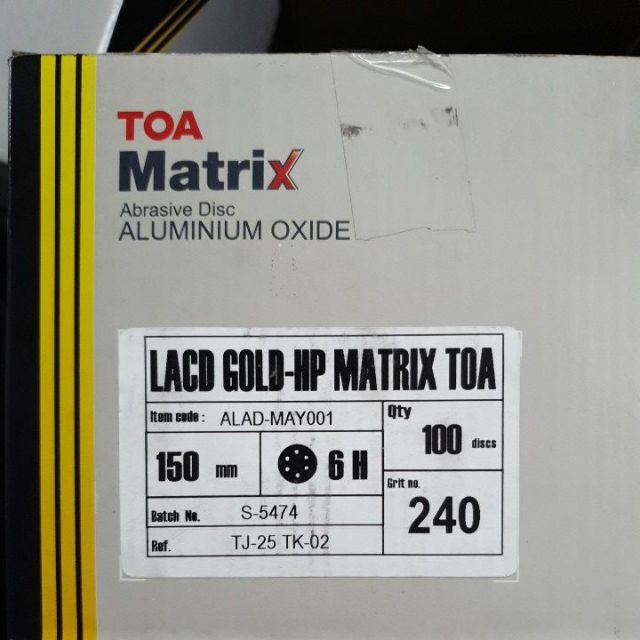 TOA
Matrix
Abrasive Disc
ALUMINIUM OXIDE
LACD GOLD-HP MATRIX TOA
Item code : ALAD-MAY001
Qty
100 discs
150 mm
6 H
Grit no.
240
Batch No. S-5474
Ref. TJ-25 TK-02